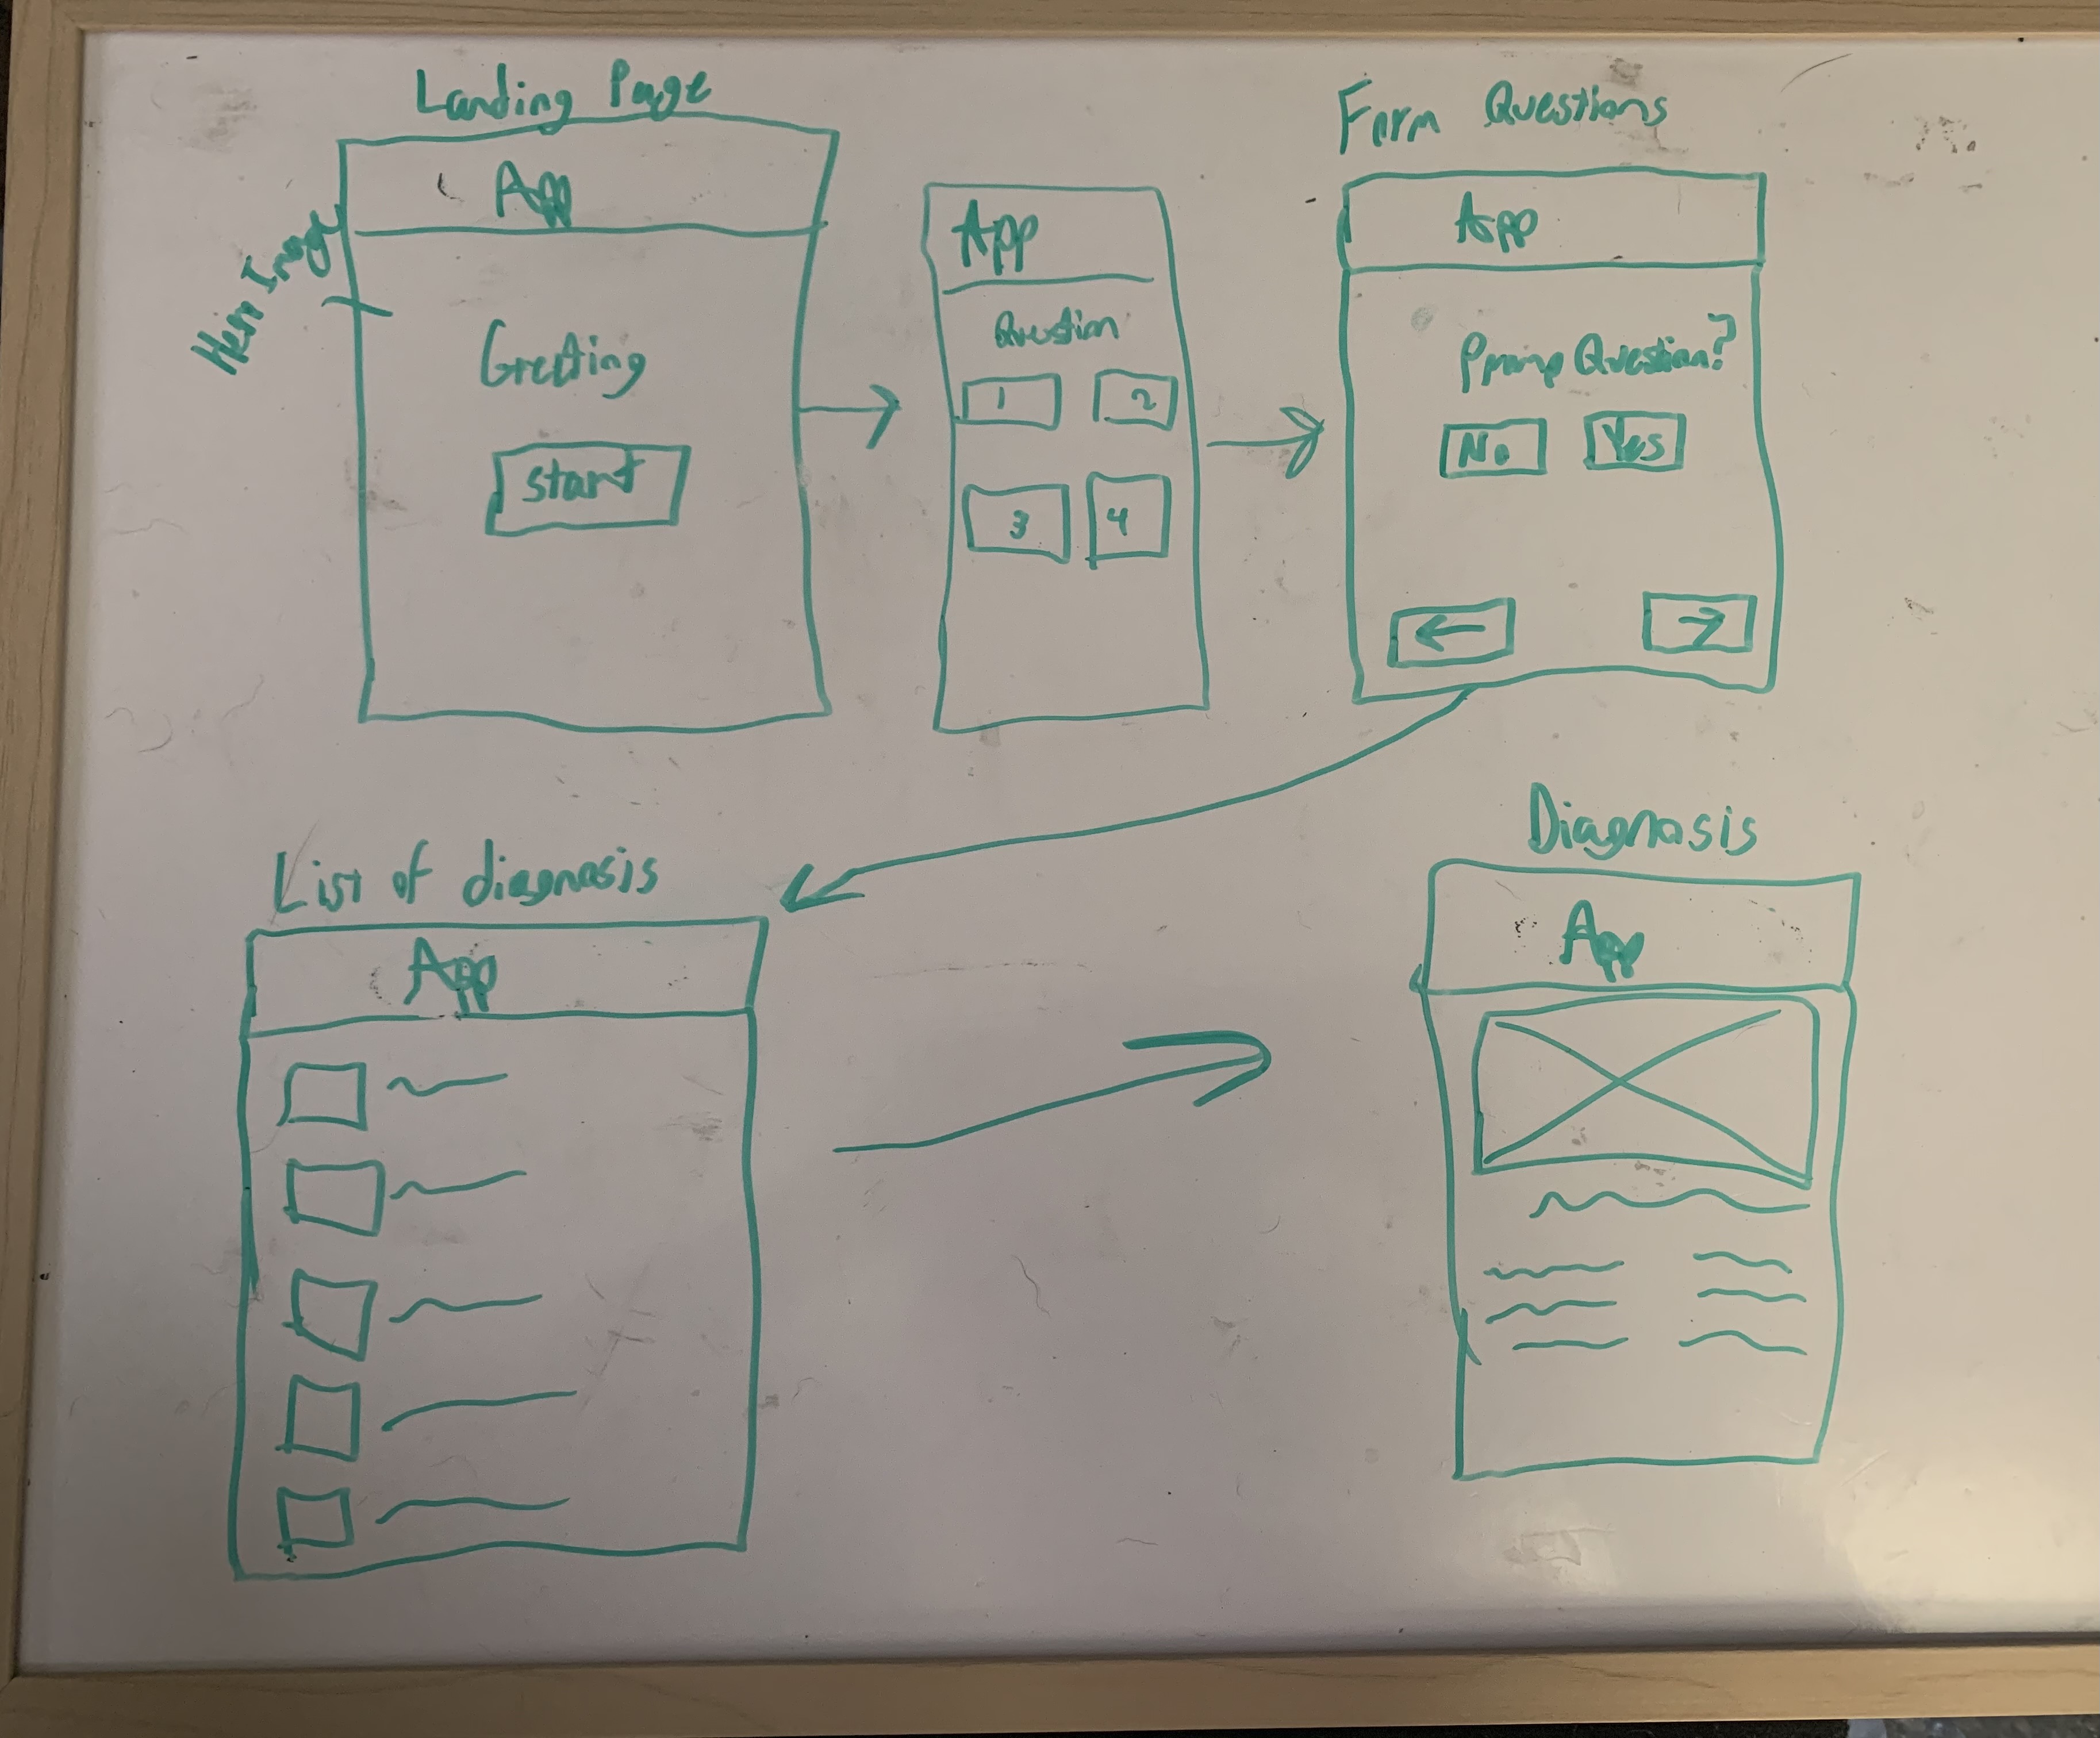 Landing Page
App
Hero Image
Greeting
start
App
Question
1 2
3 4
Form Questions
App
Question?
No Yes
List of diagnosis
App
Diagnosis
App